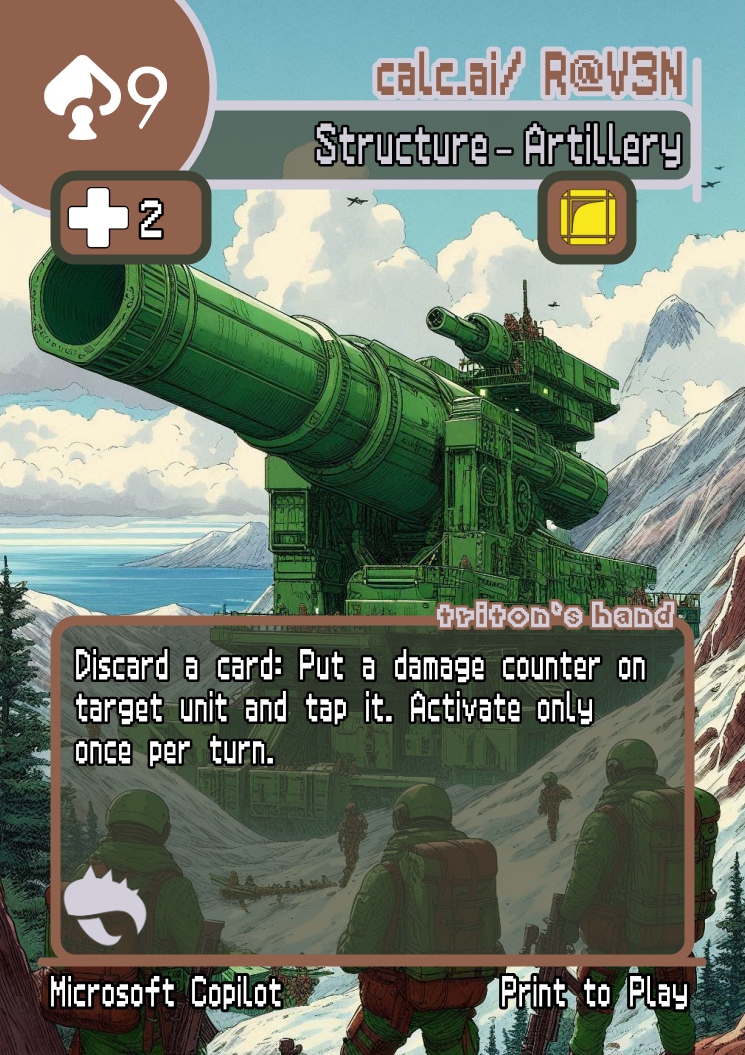 9
calc.ai/ R@V3N
Structure - Artillery
2
triton's hand
Discard a card: Put a damage counter on
target unit and tap it. Activate only
once per turn.
Microsoft Copilot
Print to Play